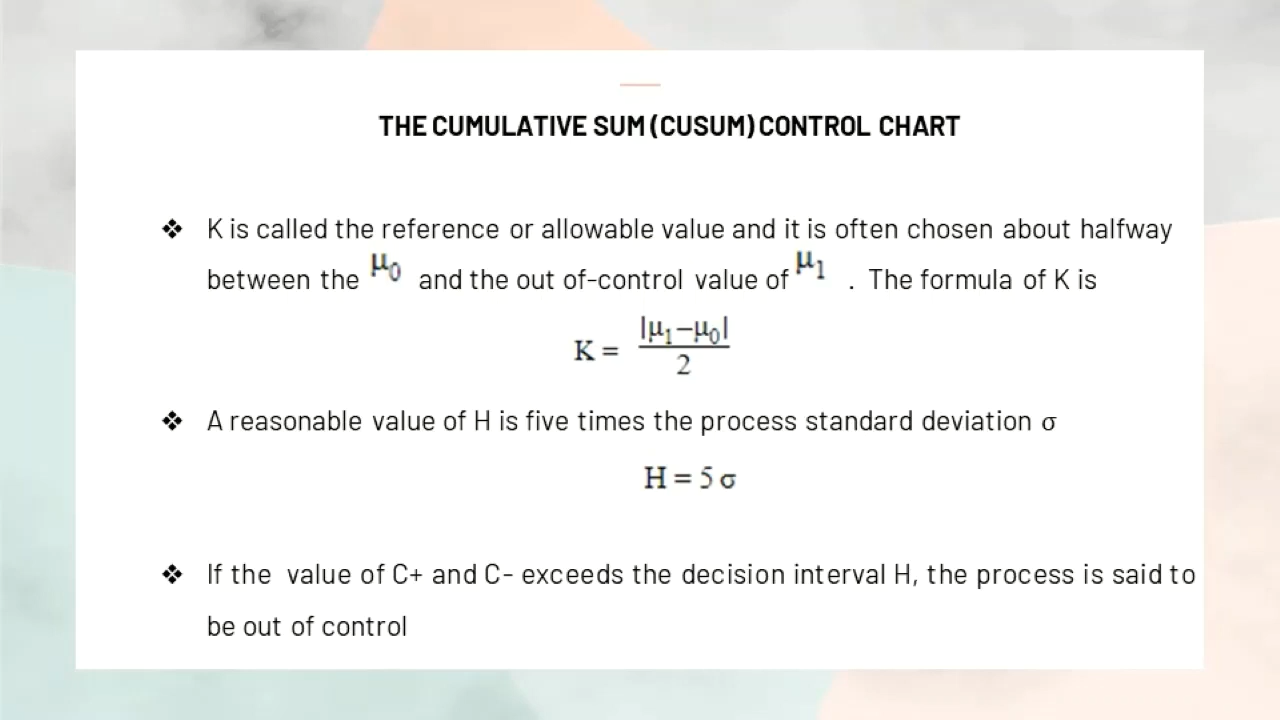 THE CUMULATIVE SUM (CUSUM) CONTROL CHART
❖ K is called the reference or allowable value and it is often chosen about halfway
between the μ₀ and the out of-control value of μ₁ . The formula of K is
K = |μ₁−μ₀| / 2
❖ A reasonable value of H is five times the process standard deviation σ
H = 5 σ
❖ If the value of C+ and C- exceeds the decision interval H, the process is said to
be out of control